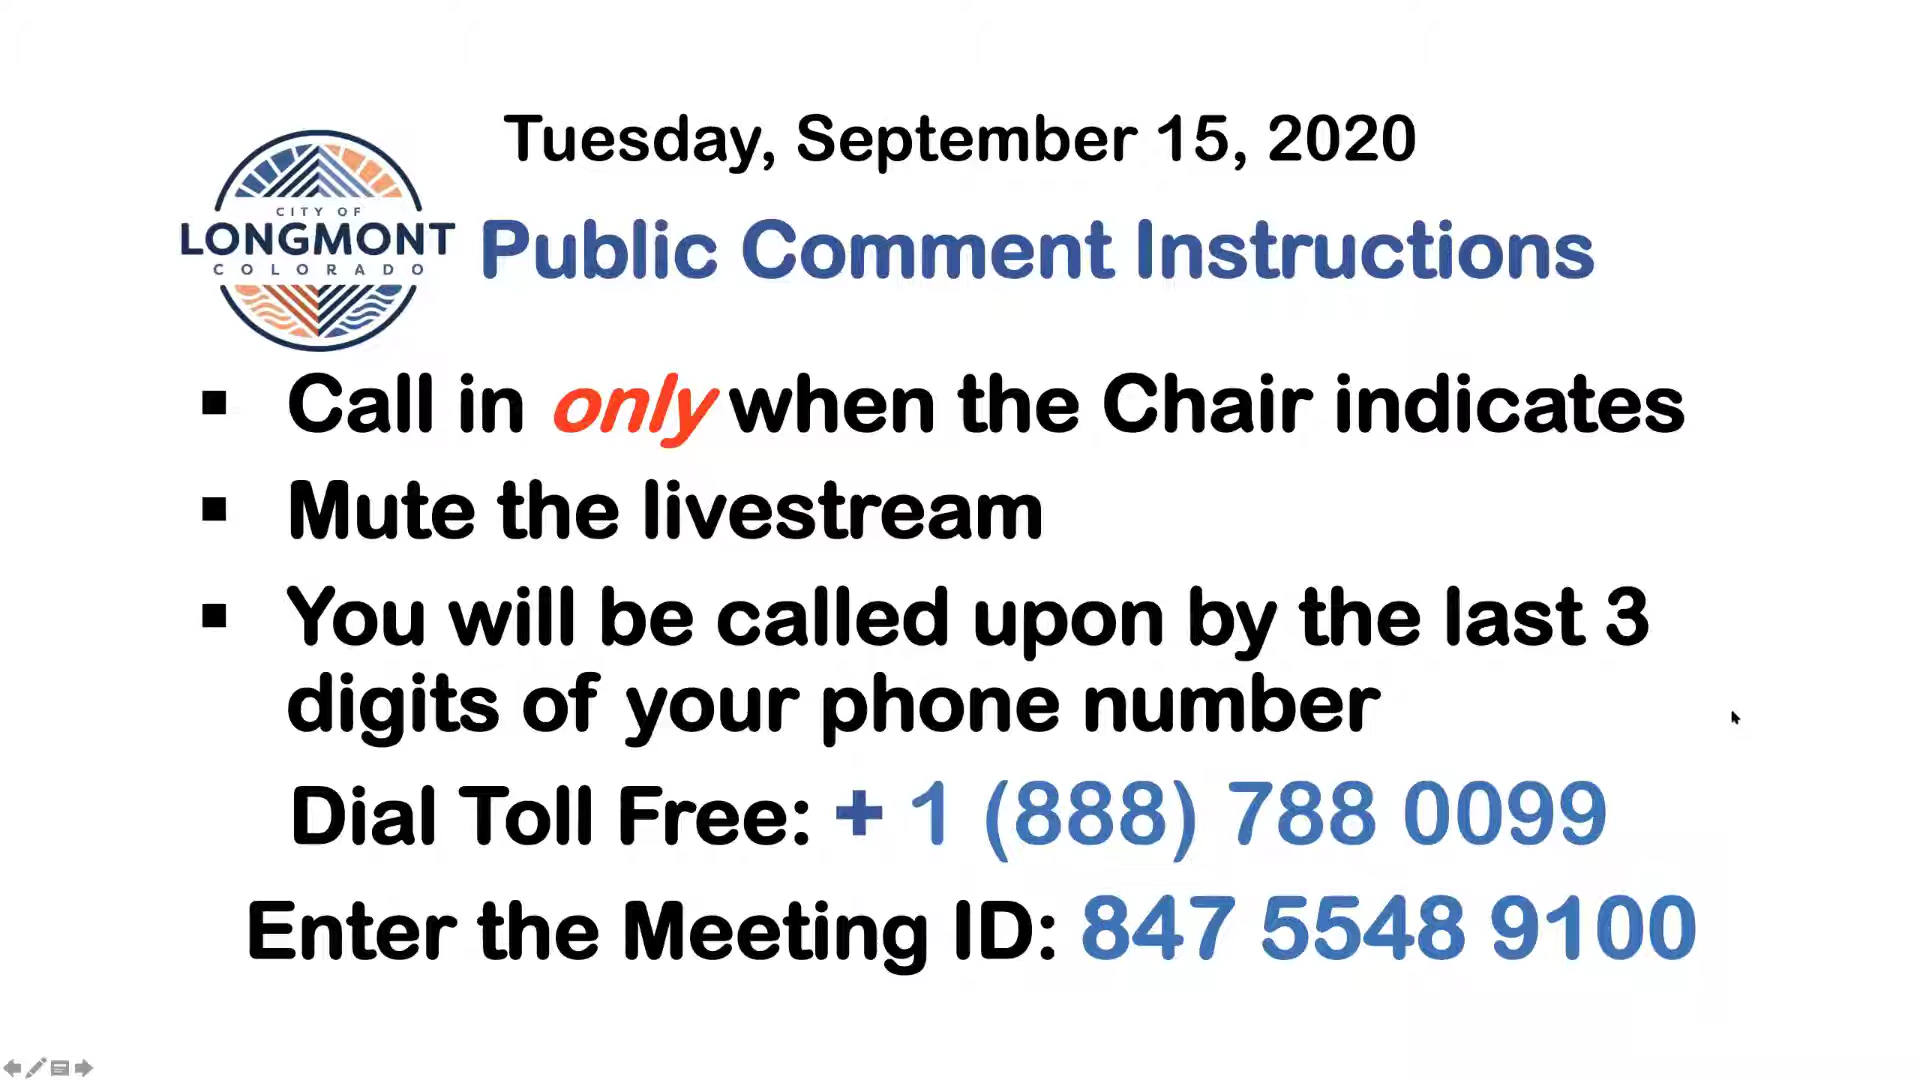 Tuesday, September 15, 2020
CITY OF
LONGMONT
COLORADO
Public Comment Instructions
▪ Call in only when the Chair indicates
▪ Mute the livestream
▪ You will be called upon by the last 3
digits of your phone number
Dial Toll Free: + 1 (888) 788 0099
Enter the Meeting ID: 847 5548 9100